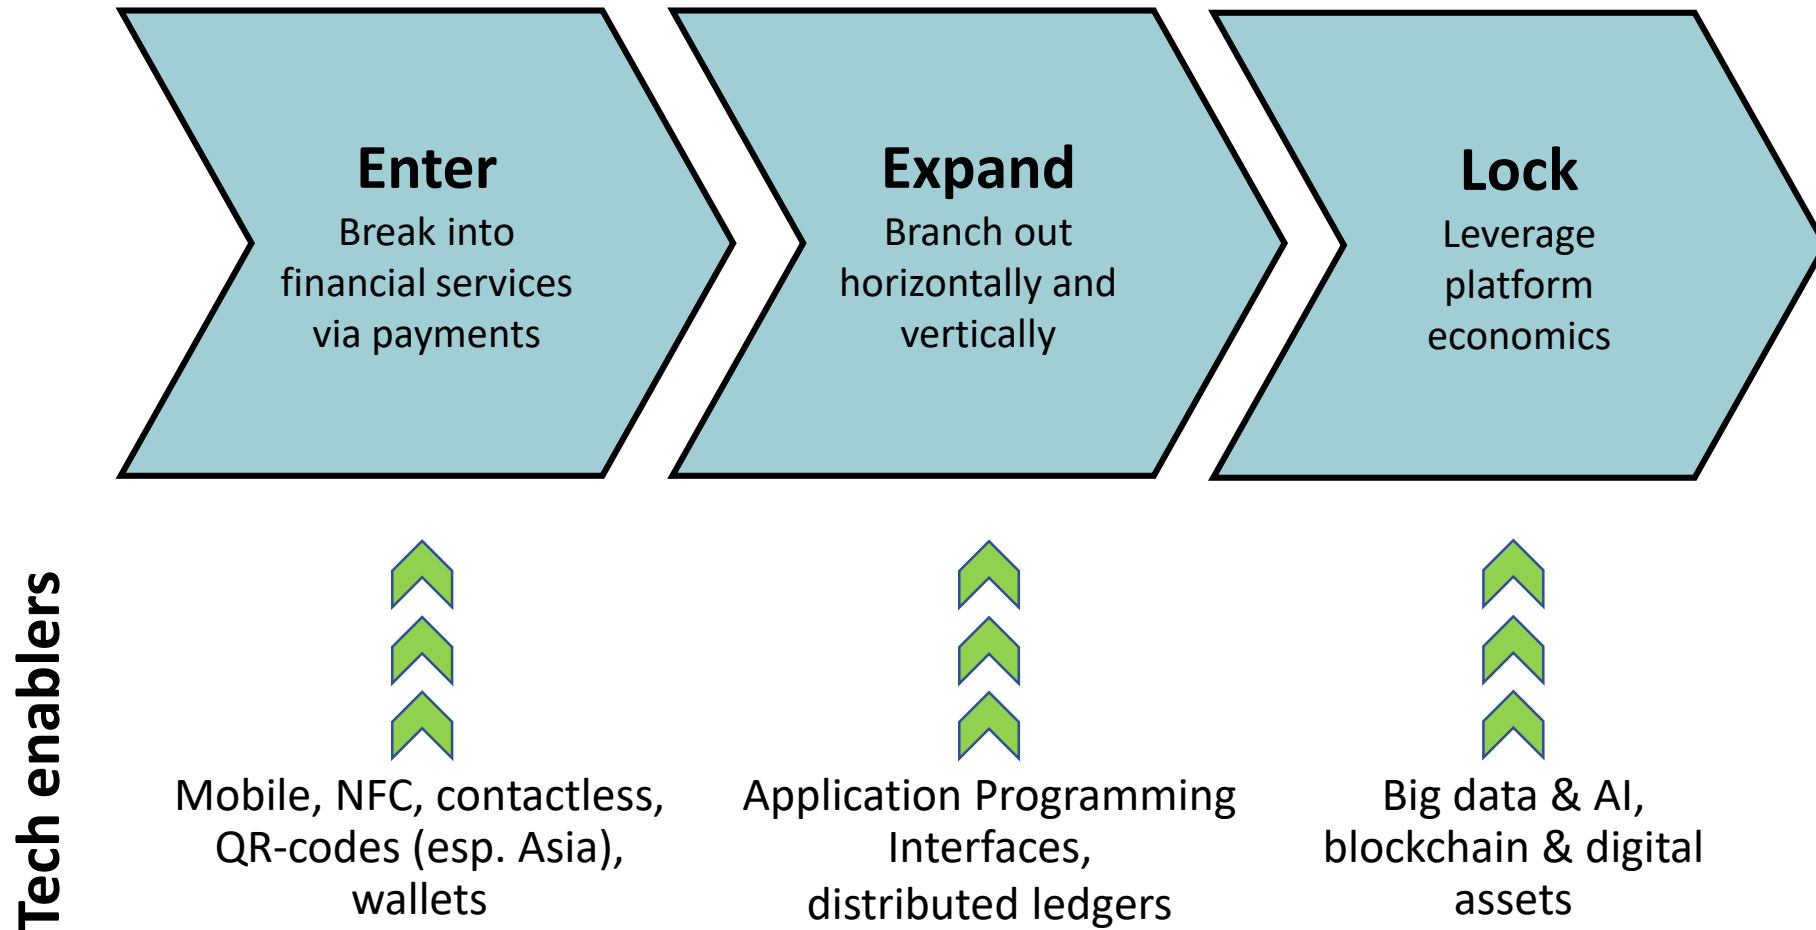 Enter
Break into
financial services
via payments
Expand
Branch out
horizontally and
vertically
Lock
Leverage
platform
economics
Tech enablers
Mobile, NFC, contactless,
QR-codes (esp. Asia),
wallets
Application Programming
Interfaces,
distributed ledgers
Big data & AI,
blockchain & digital
assets